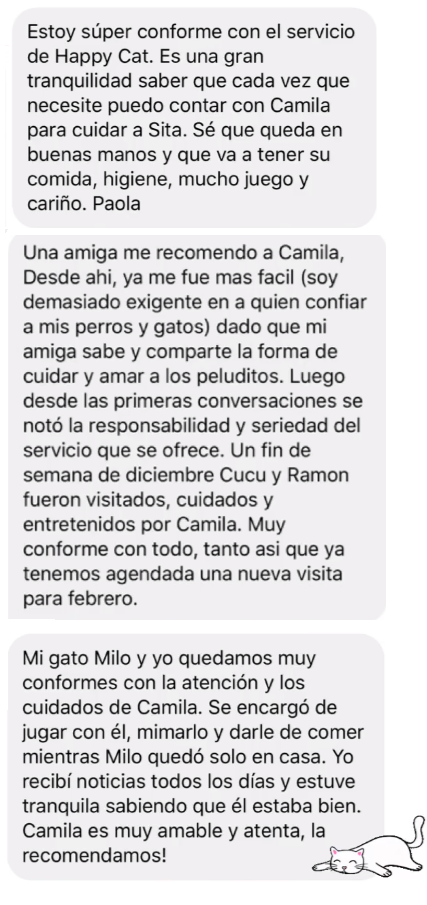 Estoy súper conforme con el servicio
de Happy Cat. Es una gran
tranquilidad saber que cada vez que
necesite puedo contar con Camila
para cuidar a Sita. Sé que queda en
buenas manos y que va a tener su
comida, higiene, mucho juego y
cariño. Paola
Una amiga me recomendo a Camila,
Desde ahi, ya me fue mas facil (soy
demasiado exigente en a quien confiar
a mis perros y gatos) dado que mi
amiga sabe y comparte la forma de
cuidar y amar a los peluditos. Luego
desde las primeras conversaciones se
notó la responsabilidad y seriedad del
servicio que se ofrece. Un fin de
semana de diciembre Cucu y Ramon
fueron visitados, cuidados y
entretenidos por Camila. Muy
conforme con todo, tanto asi que ya
tenemos agendada una nueva visita
para febrero.
Mi gato Milo y yo quedamos muy
conformes con la atención y los
cuidados de Camila. Se encargó de
jugar con él, mimarlo y darle de comer
mientras Milo quedó solo en casa. Yo
recibí noticias todos los días y estuve
tranquila sabiendo que él estaba bien.
Camila es muy amable y atenta, la
recomendamos!